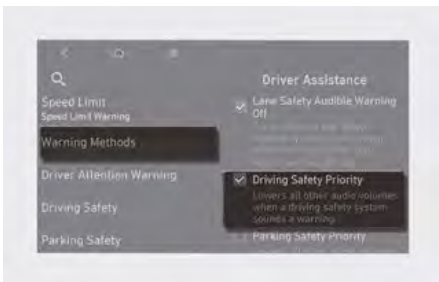 Driver Assistance
Speed Limit
Speed Limit Warning
Warning Methods
Driver Attention Warning
Driving Safety
Parking Safety
Lane Safety Audible Warning
Off
Driving Safety Priority
Lowers all other audio volumes
when a driving safety system
sounds a warning.
Parking Safety Priority